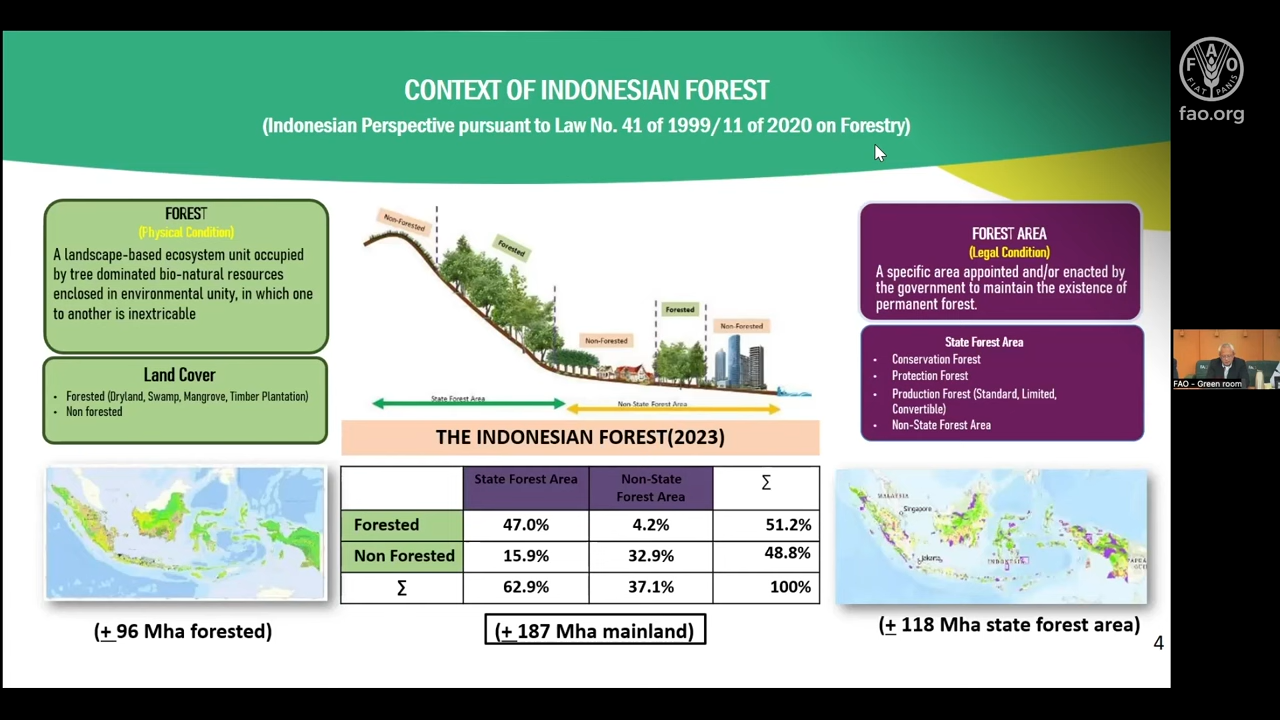 CONTEXT OF INDONESIAN FOREST
(Indonesian Perspective pursuant to Law No. 41 of 1999/11 of 2020 on Forestry)
FAO
FIAT PANIS
fao.org
FOREST
(Physical Condition)
A landscape-based ecosystem unit occupied
by tree dominated bio-natural resources
enclosed in environmental unity, in which one
to another is inextricable
Land Cover
• Forested (Dryland, Swamp, Mangrove, Timber Plantation)
• Non forested
Non-Forested
Forested
Non-Forested
Forested
Non-Forested
State Forest Area
Non-State Forest Area
FOREST AREA
(Legal Condition)
A specific area appointed and/or enacted by
the government to maintain the existence of
permanent forest.
State Forest Area
• Conservation Forest
• Protection Forest
• Production Forest (Standard, Limited,
Convertible)
• Non-State Forest Area
FAO - Green room
THE INDONESIAN FOREST(2023)
State Forest Area Non-State Forest Area ∑
Forested 47.0% 4.2% 51.2%
Non Forested 15.9% 32.9% 48.8%
∑ 62.9% 37.1% 100%
MALAYSIA
Singapore
Jakarta
INDONESIA
(± 96 Mha forested)
(± 187 Mha mainland)
(± 118 Mha state forest area)
4